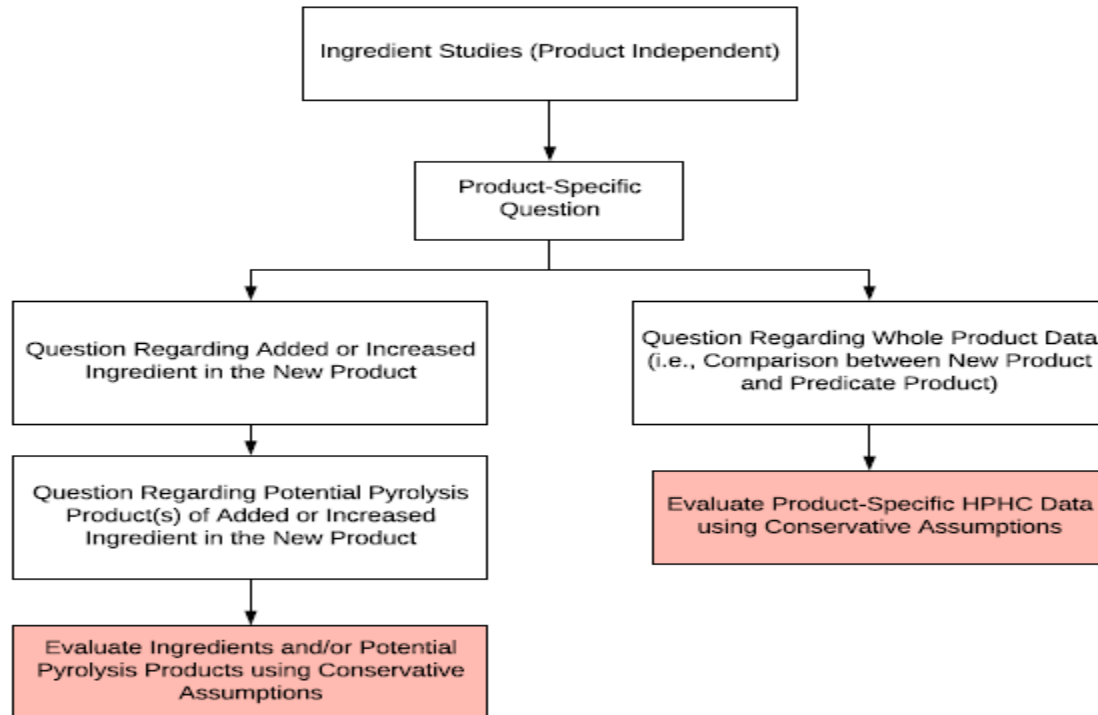 Ingredient Studies (Product Independent)
Product-Specific
Question
Question Regarding Added or Increased
Ingredient in the New Product
Question Regarding Whole Product Data
(i.e., Comparison between New Product
and Predicate Product)
Question Regarding Potential Pyrolysis
Product(s) of Added or Increased
Ingredient in the New Product
Evaluate Product-Specific HPHC Data
using Conservative Assumptions
Evaluate Ingredients and/or Potential
Pyrolysis Products using Conservative
Assumptions